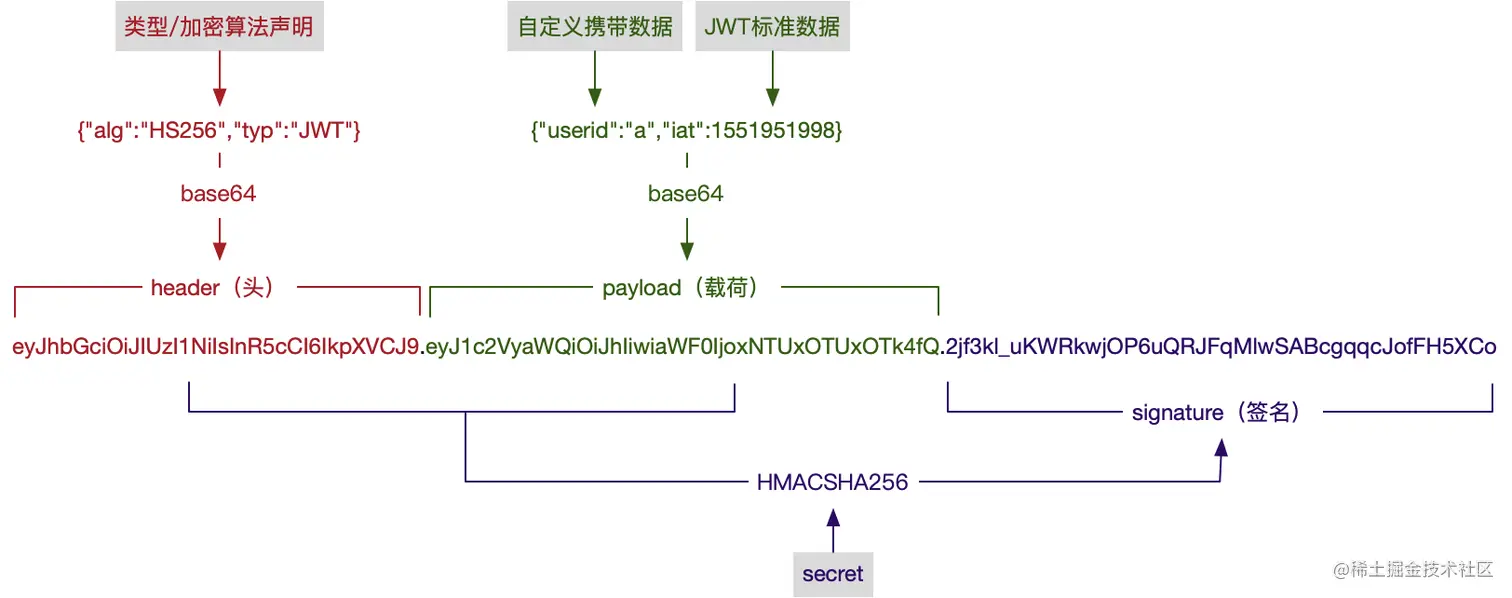 类型/加密算法声明
自定义携带数据
JWT标准数据
{"alg":"HS256","typ":"JWT"}
{"userid":"a","iat":1551951998}
base64
base64
header（头）
payload（载荷）
eyJhbGciOiJIUzI1NiIsInR5cCI6IkpXVCJ9.eyJ1c2VyaWQiOiJhIiwiaWF0IjoxNTUxOTUxOTk4fQ.2jf3kl_uKWRkwjOP6uQRJFqMlwSABcgqqcJofFH5XCo
signature（签名）
HMACSHA256
secret
@稀土掘金技术社区